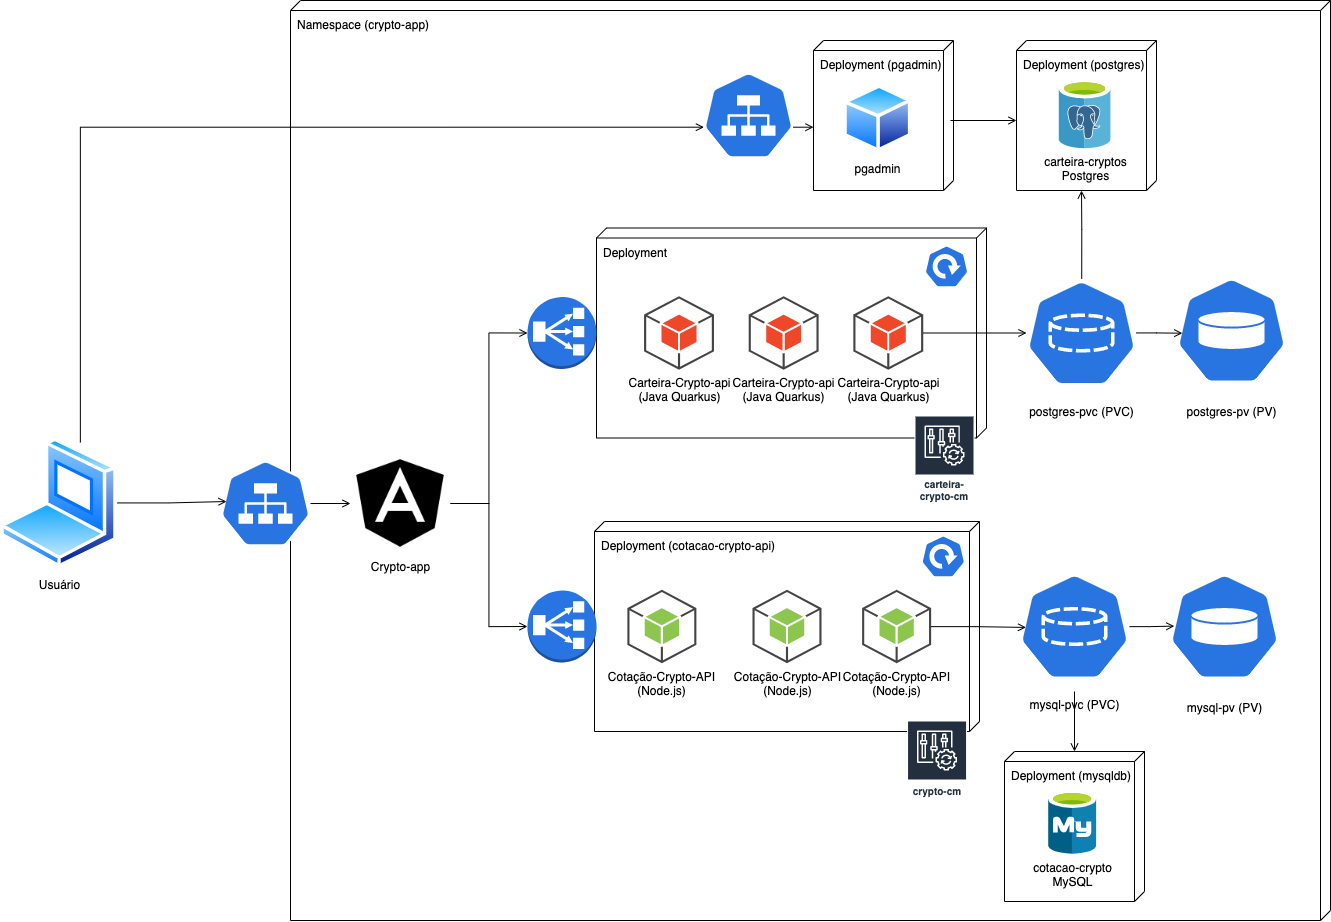 Namespace (crypto-app)
Deployment (pgadmin)
pgadmin
Deployment (postgres)
carteira-cryptos
Postgres
Deployment
Carteira-Crypto-api
(Java Quarkus)
Carteira-Crypto-api
(Java Quarkus)
Carteira-Crypto-api
(Java Quarkus)
carteira-
crypto-cm
postgres-pvc (PVC)
postgres-pv (PV)
Usuário
A
Crypto-app
Deployment (cotacao-crypto-api)
Cotação-Crypto-API
(Node.js)
Cotação-Crypto-API
(Node.js)
Cotação-Crypto-API
(Node.js)
crypto-cm
mysql-pvc (PVC)
mysql-pv (PV)
Deployment (mysqldb)
My
cotacao-crypto
MySQL